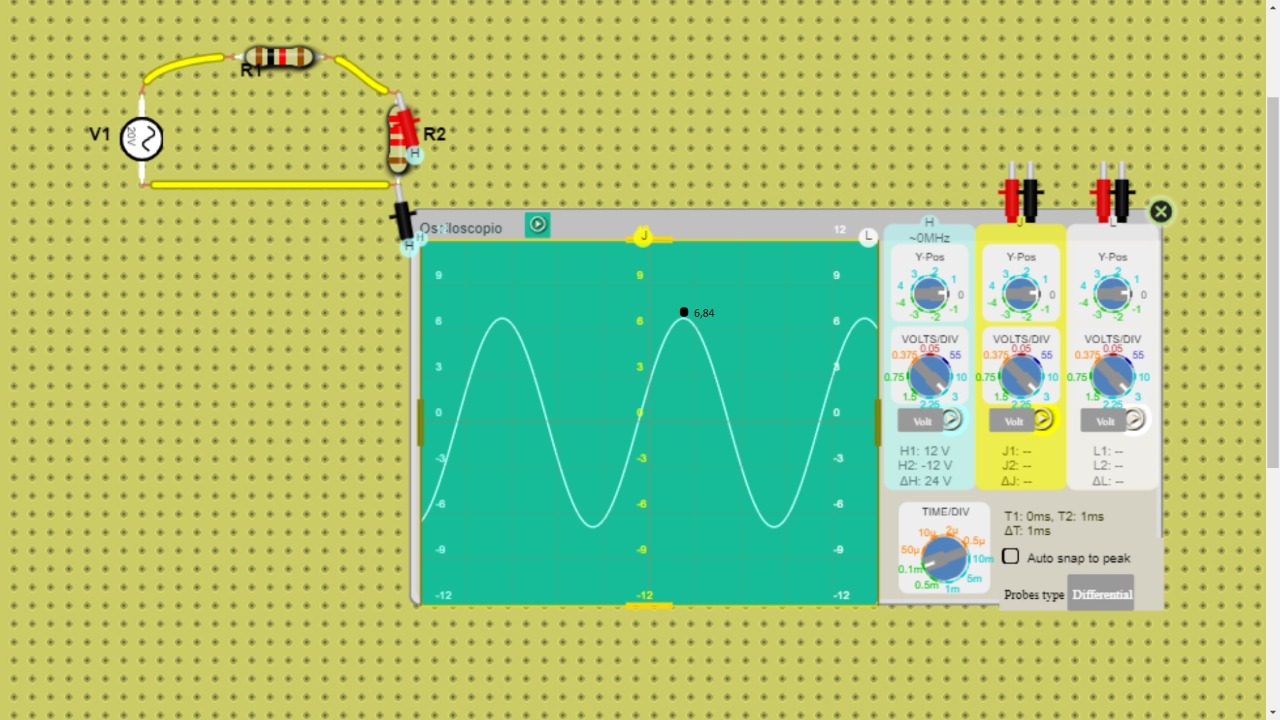 R1
V1
20V
R2
H
H
H
Osciloscopio
J
12
L
9 9 9
6 6 6
3 3 3
0 0 0
-3 -3 -3
-6 -6 -6
-9 -9 -9
-12 -12 -12
6,84
H
~0MHz
J
L
Y-Pos Y-Pos Y-Pos
3 2 1 3 2 1 3 2 1
4 0 4 0 4 0
-4 -3 -2 -1 -4 -3 -2 -1 -4 -3 -2 -1
VOLTS/DIV VOLTS/DIV VOLTS/DIV
0.05 0.05 0.05
0.375 55 0.375 55 0.375 55
0.75 10 0.75 10 0.75 10
1.5 3 1.5 3 1.5 3
2.25 2.25 2.25
Volt Volt Volt
H1: 12 V J1: -- L1: --
H2: -12 V J2: -- L2: --
ΔH: 24 V ΔJ: -- ΔL: --
TIME/DIV
10μ 2μ 0.5μ
50μ 10m
0.1m 5m
0.5m 1m
T1: 0ms, T2: 1ms
ΔT: 1ms
Auto snap to peak
Probes type Differential